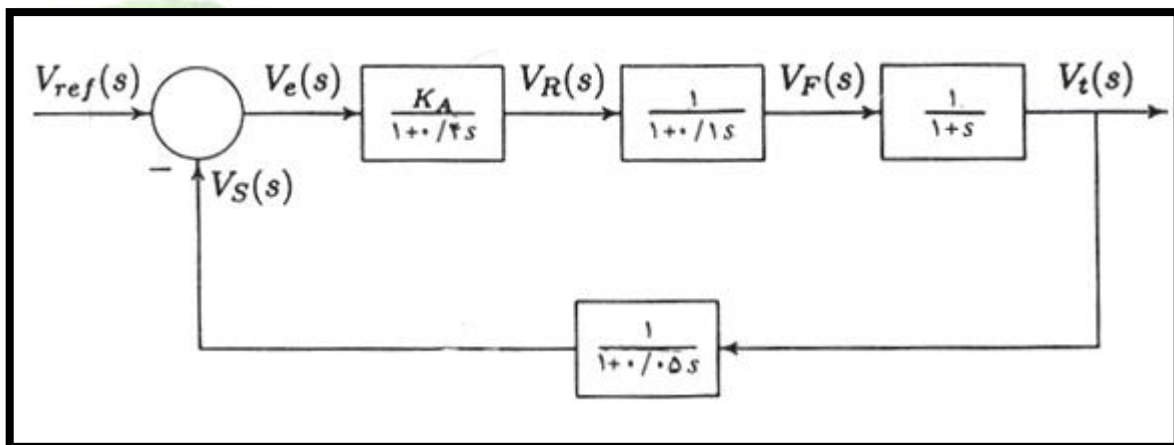 V_ref(s) V_e(s) K_A / ۱+۰/۴s V_R(s) ۱ / ۱+۰/۱s V_F(s) ۱ / ۱+s V_t(s)
−
V_S(s)
۱ / ۱+۰/۰۵s